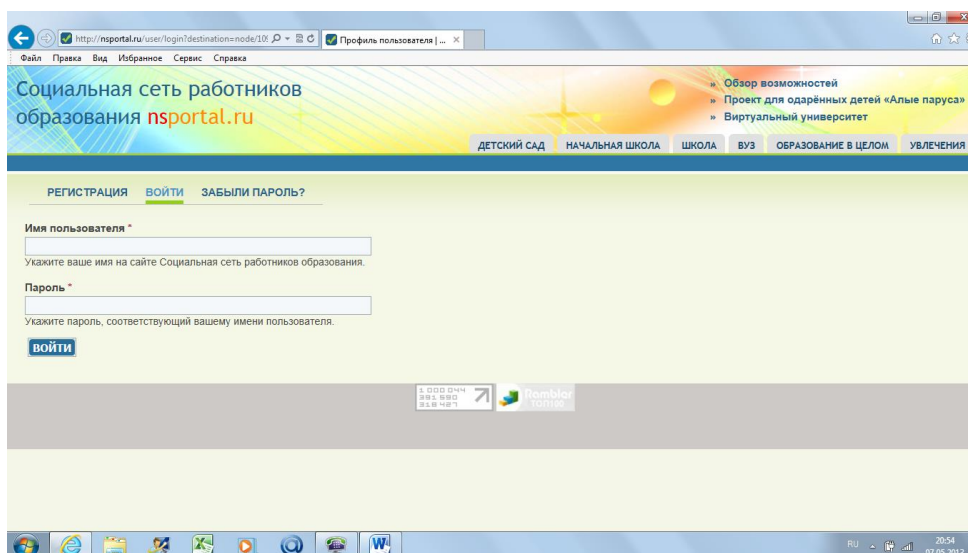 http://nsportal.ru/user/login?destination=node/10
Профиль пользователя | ...
Файл Правка Вид Избранное Сервис Справка
Социальная сеть работников
образования nsportal.ru
» Обзор возможностей
» Проект для одарённых детей «Алые паруса»
» Виртуальный университет
ДЕТСКИЙ САД НАЧАЛЬНАЯ ШКОЛА ШКОЛА ВУЗ ОБРАЗОВАНИЕ В ЦЕЛОМ УВЛЕЧЕНИЯ
РЕГИСТРАЦИЯ ВОЙТИ ЗАБЫЛИ ПАРОЛЬ?
Имя пользователя *
Укажите ваше имя на сайте Социальная сеть работников образования.
Пароль *
Укажите пароль, соответствующий вашему имени пользователя.
ВОЙТИ
Rambler
ТОП100
RU
20:54